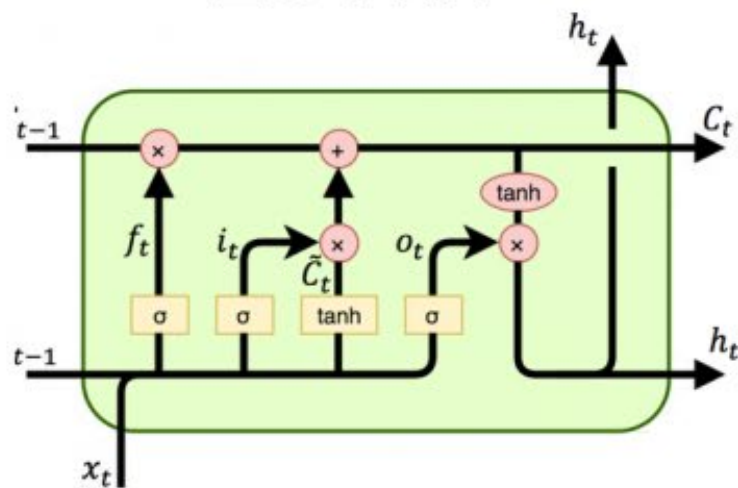 h_t
t−1 C_t
× +
tanh
f_t i_t × o_t ×
C̃_t
σ σ tanh σ
t−1 h_t
x_t